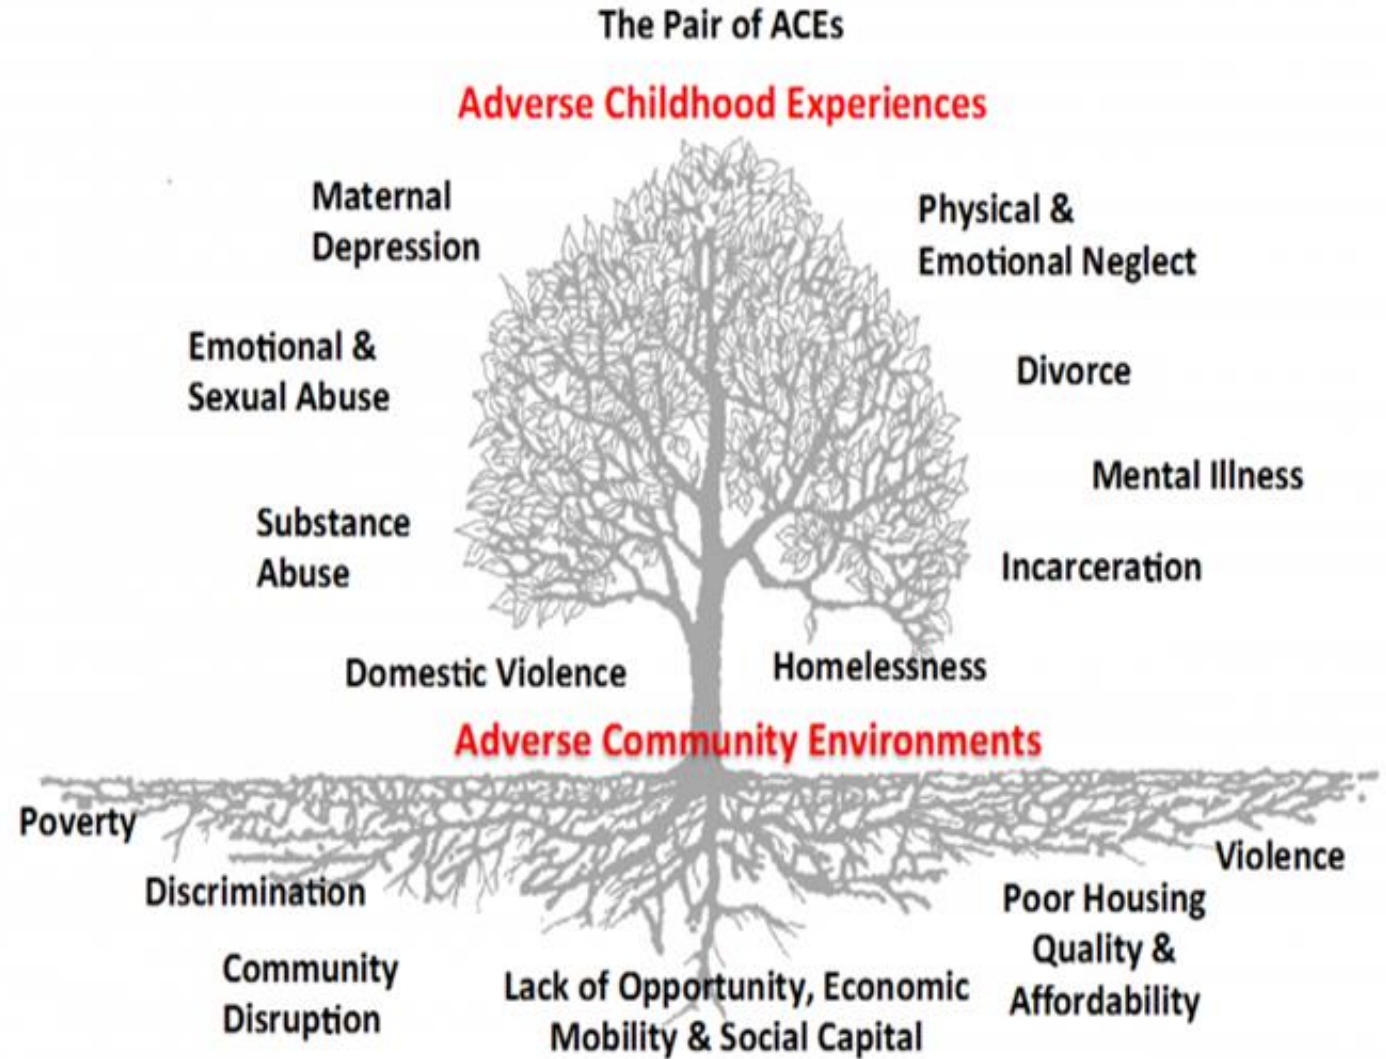 The Pair of ACEs
Adverse Childhood Experiences
Maternal
Depression
Physical &
Emotional Neglect
Emotional &
Sexual Abuse
Divorce
Mental Illness
Substance
Abuse
Incarceration
Domestic Violence
Homelessness
Adverse Community Environments
Poverty
Violence
Discrimination
Poor Housing
Quality &
Affordability
Community
Disruption
Lack of Opportunity, Economic
Mobility & Social Capital